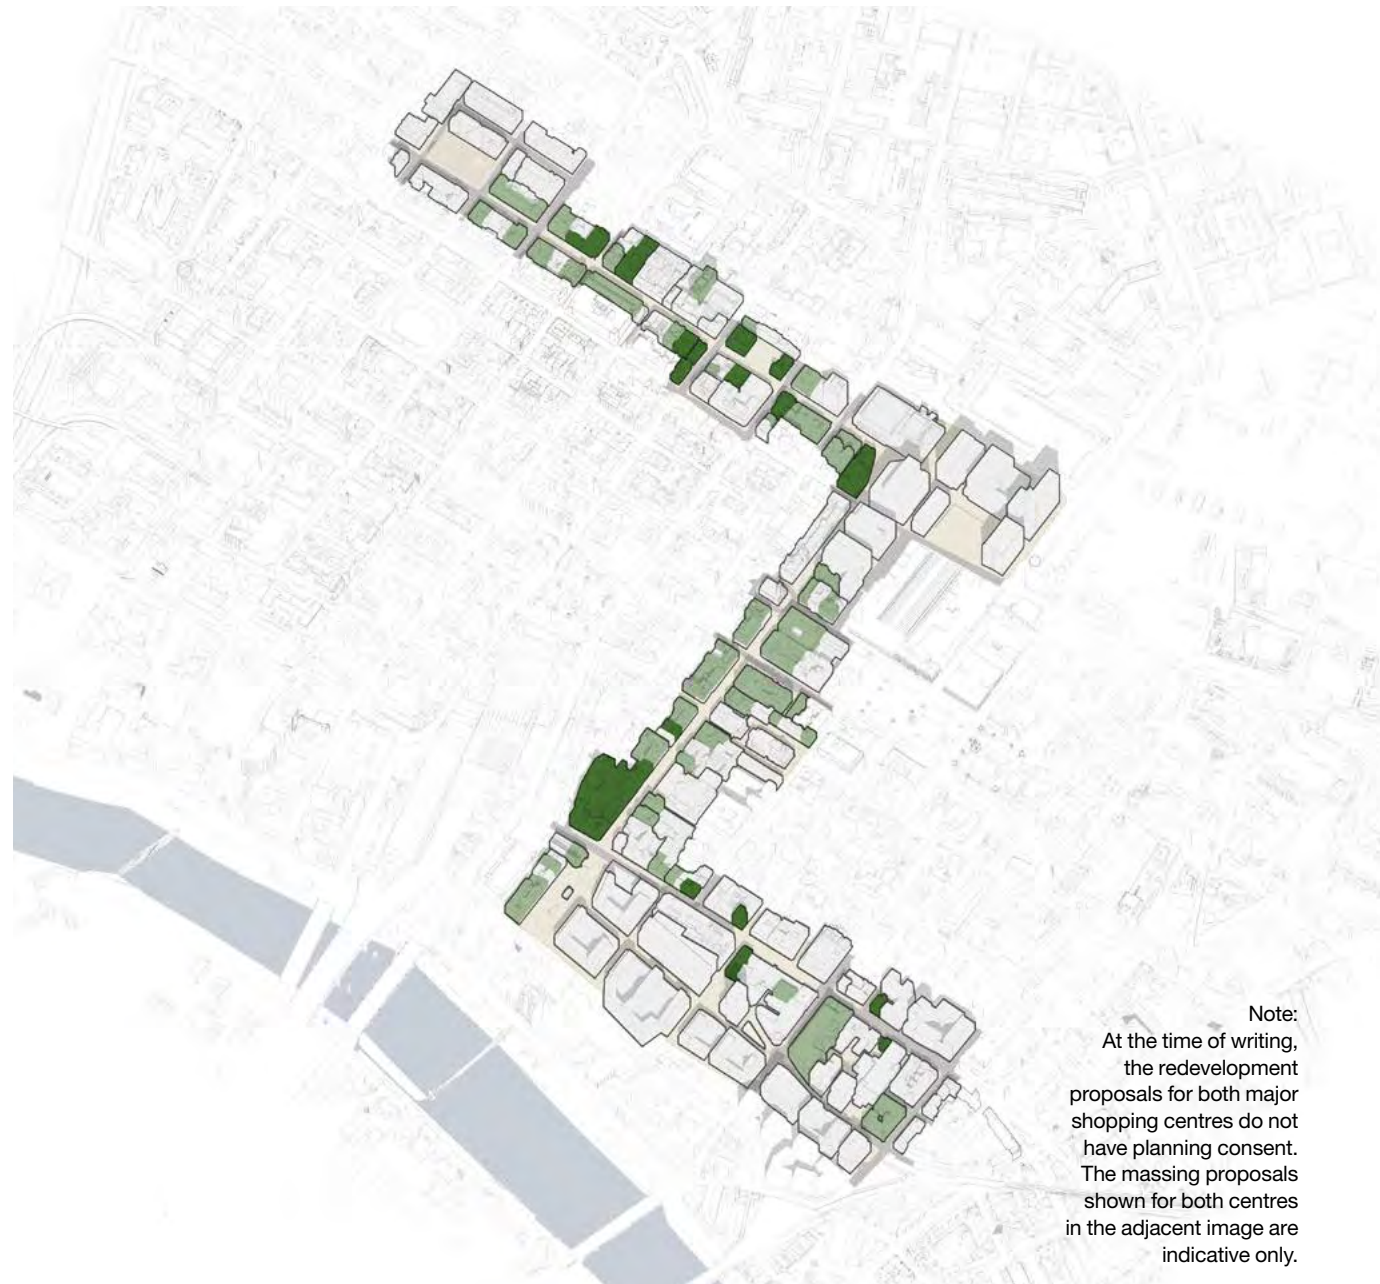 Note:
At the time of writing,
the redevelopment
proposals for both major
shopping centres do not
have planning consent.
The massing proposals
shown for both centres
in the adjacent image are
indicative only.